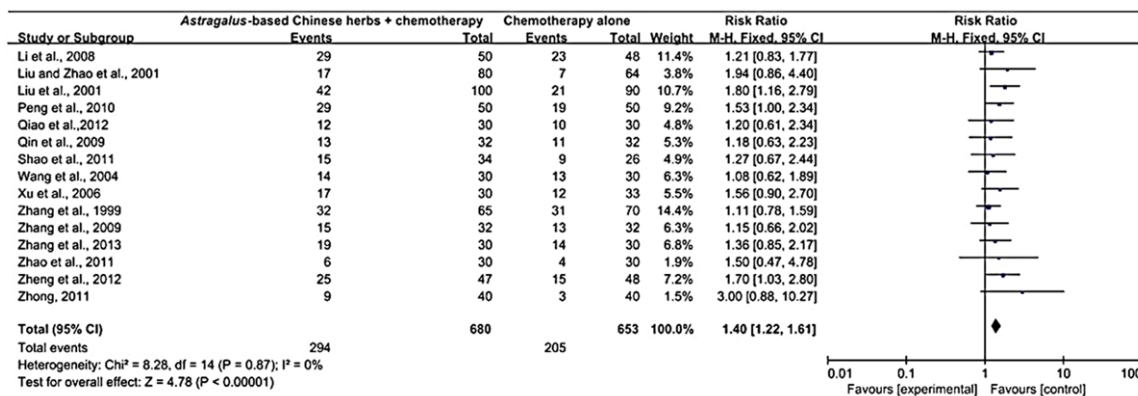 Astragalus-based Chinese herbs + chemotherapy Chemotherapy alone Risk Ratio Risk Ratio
Study or Subgroup Events Total Events Total Weight M-H, Fixed, 95% CI M-H. Fixed, 95% CI
Li et al., 2008 29 50 23 48 11.4% 1.21 [0.83, 1.77]
Liu and Zhao et al., 2001 17 80 7 64 3.8% 1.94 [0.86, 4.40]
Liu et al., 2001 42 100 21 90 10.7% 1.80 [1.16, 2.79]
Peng et al., 2010 29 50 19 50 9.2% 1.53 [1.00, 2.34]
Qiao et al.,2012 12 30 10 30 4.8% 1.20 [0.61, 2.34]
Qin et al., 2009 13 32 11 32 5.3% 1.18 [0.63, 2.23]
Shao et al., 2011 15 34 9 26 4.9% 1.27 [0.67, 2.44]
Wang et al., 2004 14 30 13 30 6.3% 1.08 [0.62, 1.89]
Xu et al., 2006 17 30 12 33 5.5% 1.56 [0.90, 2.70]
Zhang et al., 1999 32 65 31 70 14.4% 1.11 [0.78, 1.59]
Zhang et al., 2009 15 32 13 32 6.3% 1.15 [0.66, 2.02]
Zhang et al., 2013 19 30 14 30 6.8% 1.36 [0.85, 2.17]
Zhao et al., 2011 6 30 4 30 1.9% 1.50 [0.47, 4.78]
Zheng et al., 2012 25 47 15 48 7.2% 1.70 [1.03, 2.80]
Zhong, 2011 9 40 3 40 1.5% 3.00 [0.88, 10.27]
Total (95% CI) 680 653 100.0% 1.40 [1.22, 1.61]
Total events 294 205
Heterogeneity: Chi² = 8.28, df = 14 (P = 0.87); I² = 0%
Test for overall effect: Z = 4.78 (P < 0.00001)
0.01 0.1 1 10 100
Favours [experimental] Favours [control]